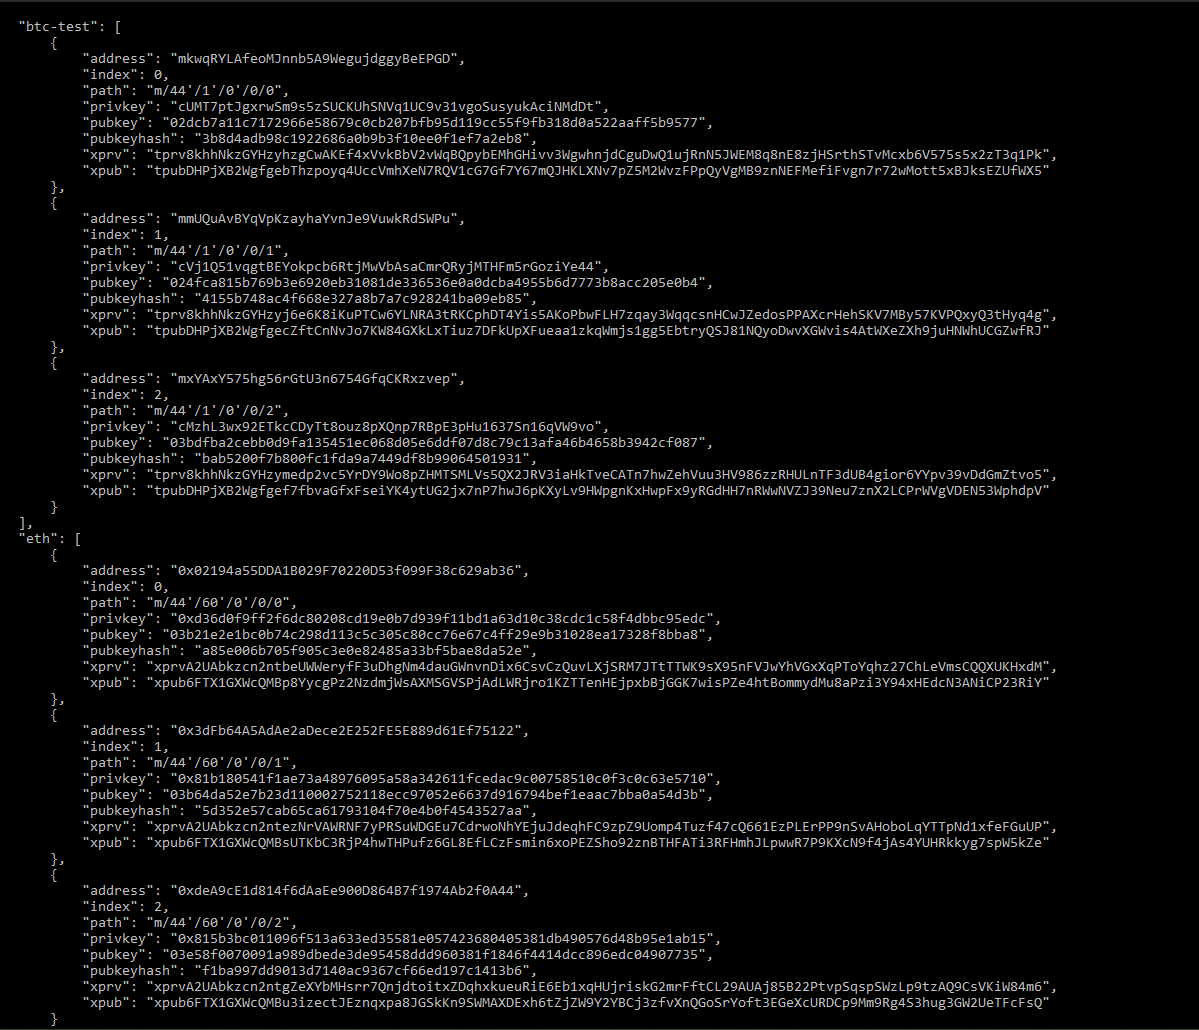 "btc-test": [
{
"address": "mkwqRYLAfeoMJnnb5A9WegujdggyBeEPGD",
"index": 0,
"path": "m/44'/1'/0'/0/0",
"privkey": "cUMT7ptJgxrwSm9s5zSUCKUhSNVq1UC9v31vgoSusyukAciNMdDt",
"pubkey": "02dcb7a11c7172966e58679c0cb207bfb95d119cc55f9fb318d0a522aaff5b9577",
"pubkeyhash": "3b8d4adb98c1922686a0b9b3f10ee0f1ef7a2eb8",
"xprv": "tprv8khhNkzGYHzyhzgCwAKEf4xVvkBbV2vWqBQpybEMhGHivv3WgwhnjdCguDwQ1ujRnN5JWEM8q8nE8zjHSrthSTvMcxb6V575s5x2zT3q1Pk",
"xpub": "tpubDHPjXB2WgfgebThzpoyq4UccVmhXeN7RQV1cG7Gf7Y67mQJHKLXNv7pZ5M2WvzFPpQyVgMB9znNEFMefiFvgn7r72wMott5xBJksEZUfWX5"
},
{
"address": "mmUQuAvBYqVpKzayhaYvnJe9VuwkRdSWPu",
"index": 1,
"path": "m/44'/1'/0'/0/1",
"privkey": "cVj1Q51vqgtBEYokpcb6RtjMwVbAsaCmrQRyjMTHFm5rGoziYe44",
"pubkey": "024fca815b769b3e6920eb31081de336536e0a0dcba4955b6d7773b8acc205e0b4",
"pubkeyhash": "4155b748ac4f668e327a8b7a7c928241ba09eb85",
"xprv": "tprv8khhNkzGYHzyj6e6K8iKuPTCw6YLNRA3tRKCphDT4Yis5AKoPbwFLH7zqay3WqqcsnHCwJZedosPPAXcrHehSKV7MBy57KVPQxyQ3tHyq4g",
"xpub": "tpubDHPjXB2WgfgecZftCnNvJo7KW84GXkLxTiuz7DFkUpXFueaa1zkqWmjs1gg5EbtryQSJ81NQyoDwvXGWvis4AtWXeZXh9juHNWhUCGZwfRJ"
},
{
"address": "mxYAxY575hg56rGtU3n6754GfqCKRxzvep",
"index": 2,
"path": "m/44'/1'/0'/0/2",
"privkey": "cMzhL3wx92ETkcCDyTt8ouz8pXQnp7RBpE3pHu1637Sn16qVW9vo",
"pubkey": "03bdfba2cebb0d9fa135451ec068d05e6ddf07d8c79c13afa46b4658b3942cf087",
"pubkeyhash": "bab5200f7b800fc1fda9a7449df8b99064501931",
"xprv": "tprv8khhNkzGYHzymedp2vc5YrDY9Wo8pZHMTSMLVs5QX2JRV3iaHkTveCATn7hwZehVuu3HV986zzRHULnTF3dUB4gior6YYpv39vDdGmZtvo5",
"xpub": "tpubDHPjXB2Wgfgef7fbvaGfxFseiYK4ytUG2jx7nP7hwJ6pKXyLv9HWpgnKxHwpFx9yRGdHH7nRWwNVZJ39Neu7znX2LCPrWVgVDEN53WphdpV"
}
],
"eth": [
{
"address": "0x02194a55DDA1B029F70220D53f099F38c629ab36",
"index": 0,
"path": "m/44'/60'/0'/0/0",
"privkey": "0xd36d0f9ff2f6dc80208cd19e0b7d939f11bd1a63d10c38cdc1c58f4dbbc95edc",
"pubkey": "03b21e2e1bc0b74c298d113c5c305c80cc76e67c4ff29e9b31028ea17328f8bba8",
"pubkeyhash": "a85e006b705f905c3e0e82485a33bf5bae8da52e",
"xprv": "xprvA2UAbkzcn2ntbeUWWeryfF3uDhgNm4dauGWnvnDix6CsvCzQuvLXjSRM7JTtTTWK9sX95nFVJwYhVGxXqPToYqhz27ChLeVmsCQQXUKHxdM",
"xpub": "xpub6FTX1GXWcQMBp8YycgPz2NzdmjWsAXMSGVSPjAdLWRjro1KZTTenHEjpxbBjGGK7wisPZe4htBommydMu8aPzi3Y94xHEdcN3ANiCP23RiY"
},
{
"address": "0x3dFb64A5AdAe2aDece2E252FE5E889d61Ef75122",
"index": 1,
"path": "m/44'/60'/0'/0/1",
"privkey": "0x81b180541f1ae73a48976095a58a342611fcedac9c00758510c0f3c0c63e5710",
"pubkey": "03b64da52e7b23d110002752118ecc97052e6637d916794bef1eaac7bba0a54d3b",
"pubkeyhash": "5d352e57cab65ca61793104f70e4b0f4543527aa",
"xprv": "xprvA2UAbkzcn2ntezNrVAWRNF7yPRSuWDGEu7CdrwoNhYEjuJdeqhFC9zpZ9Uomp4Tuzf47cQ661EzPLErPP9nSvAHoboLqYTTpNd1xfeFGuUP",
"xpub": "xpub6FTX1GXWcQMBsUTKbC3RjP4hwTHPufz6GL8EfLCzFsmin6xoPEZSho92znBTHFATi3RFHmhJLpwwR7P9KXcN9f4jAs4YUHRkkyg7spW5kZe"
},
{
"address": "0xdeA9cE1d814f6dAaEe900D864B7f1974Ab2f0A44",
"index": 2,
"path": "m/44'/60'/0'/0/2",
"privkey": "0x815b3bc011096f513a633ed35581e057423680405381db490576d48b95e1ab15",
"pubkey": "03e58f0070091a989dbede3de95458ddd960381f1846f4414dcc896edc04907735",
"pubkeyhash": "f1ba997dd9013d7140ac9367cf66ed197c1413b6",
"xprv": "xprvA2UAbkzcn2ntgZeXYbMHsrr7QnjdtoitxZDqhxkueuRiE6Eb1xqHUjriskG2mrFftCL29AUAj85B22PtvpSqspSWzLp9tzAQ9CsVKiW84m6",
"xpub": "xpub6FTX1GXWcQMBu3izectJEznqxpa8JGSkKn9SWMAXDExh6tZjZW9Y2YBCj3zfvXnQGoSrYoft3EGeXcURDCp9Mm9Rg4S3hug3GW2UeTFcFsQ"
}